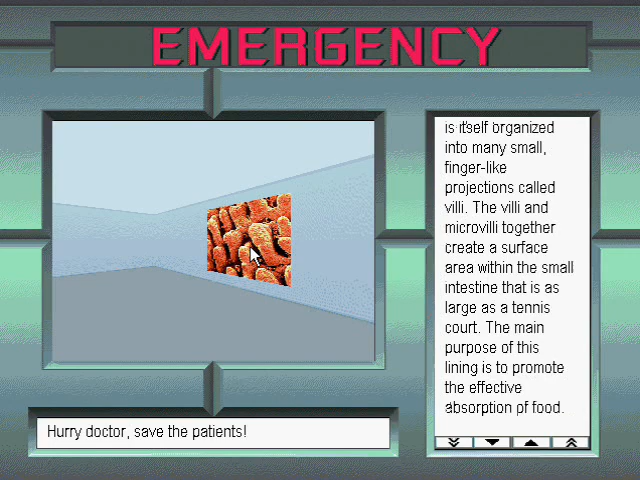 EMERGENCY
is itself organized
into many small,
finger-like
projections called
villi. The villi and
microvilli together
create a surface
area within the small
intestine that is as
large as a tennis
court. The main
purpose of this
lining is to promote
the effective
absorption of food.
Hurry doctor, save the patients!